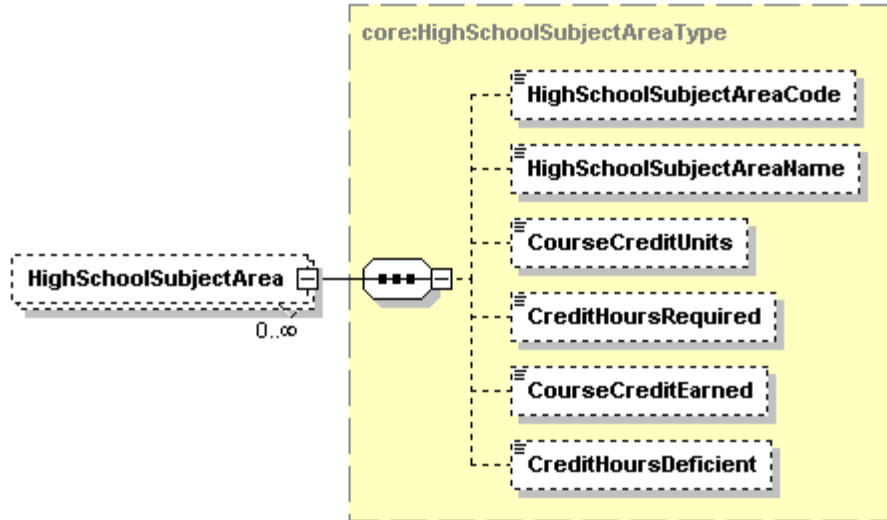 core:HighSchoolSubjectAreaType
HighSchoolSubjectAreaCode
HighSchoolSubjectAreaName
CourseCreditUnits
HighSchoolSubjectArea
0..∞
CreditHoursRequired
CourseCreditEarned
CreditHoursDeficient